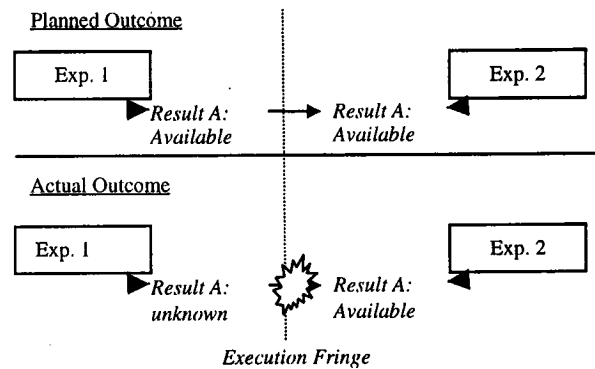 Planned Outcome
Exp. 1
Exp. 2
Result A:
Available
Result A:
Available
Actual Outcome
Exp. 1
Exp. 2
Result A:
unknown
Result A:
Available
Execution Fringe